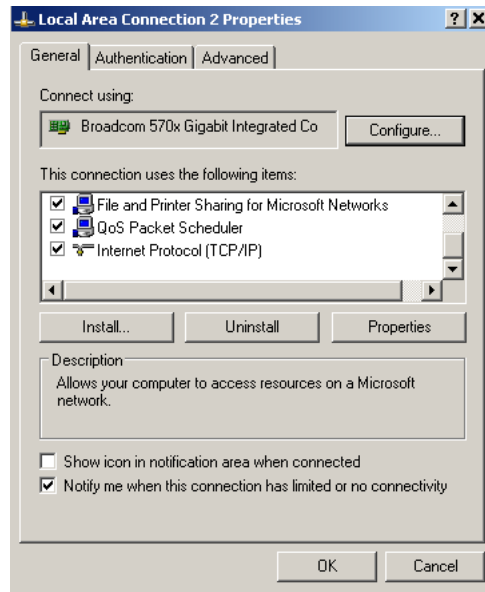 Local Area Connection 2 Properties
General
Authentication
Advanced
Connect using:
Broadcom 570x Gigabit Integrated Co
Configure...
This connection uses the following items:
File and Printer Sharing for Microsoft Networks
QoS Packet Scheduler
Internet Protocol (TCP/IP)
Install...
Uninstall
Properties
Description
Allows your computer to access resources on a Microsoft
network.
Show icon in notification area when connected
Notify me when this connection has limited or no connectivity
OK
Cancel